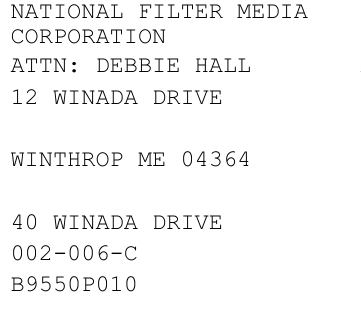 NATIONAL FILTER MEDIA
CORPORATION
ATTN: DEBBIE HALL
12 WINADA DRIVE
WINTHROP ME 04364
40 WINADA DRIVE
002-006-C
B9550P010